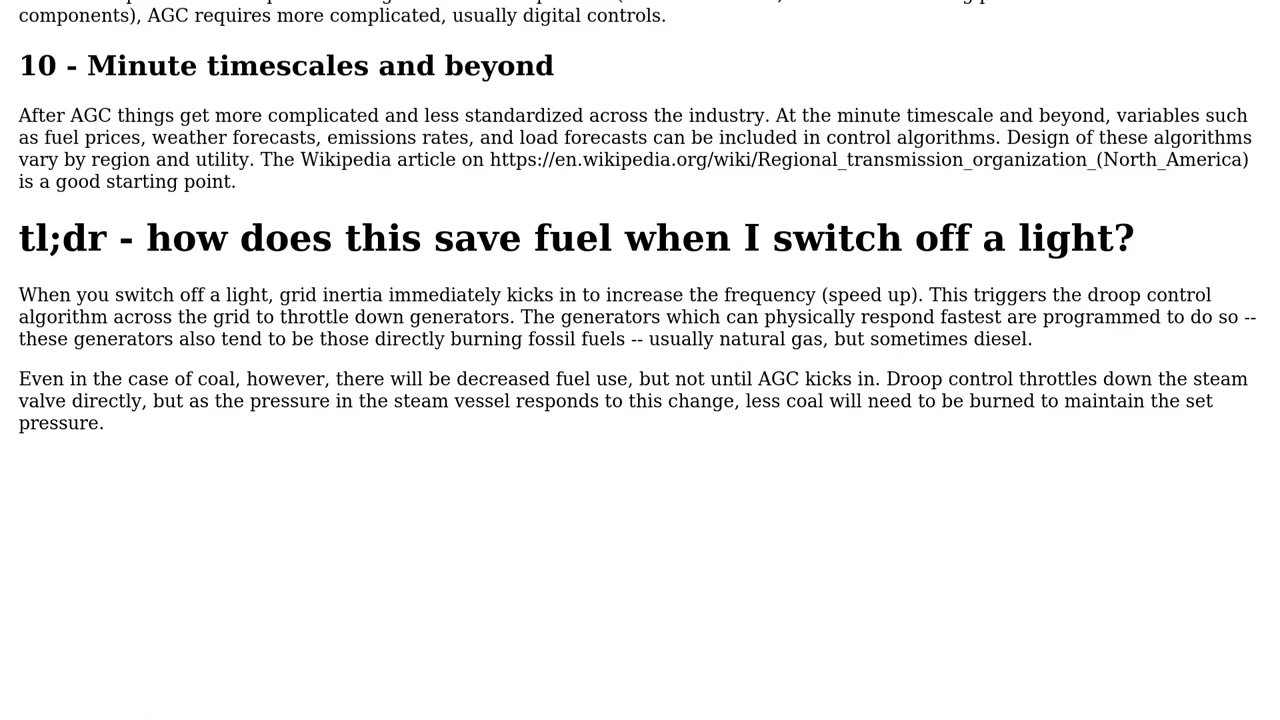 components), AGC requires more complicated, usually digital controls.
10 - Minute timescales and beyond
After AGC things get more complicated and less standardized across the industry. At the minute timescale and beyond, variables such
as fuel prices, weather forecasts, emissions rates, and load forecasts can be included in control algorithms. Design of these algorithms
vary by region and utility. The Wikipedia article on https://en.wikipedia.org/wiki/Regional_transmission_organization_(North_America)
is a good starting point.
tl;dr - how does this save fuel when I switch off a light?
When you switch off a light, grid inertia immediately kicks in to increase the frequency (speed up). This triggers the droop control
algorithm across the grid to throttle down generators. The generators which can physically respond fastest are programmed to do so --
these generators also tend to be those directly burning fossil fuels -- usually natural gas, but sometimes diesel.
Even in the case of coal, however, there will be decreased fuel use, but not until AGC kicks in. Droop control throttles down the steam
valve directly, but as the pressure in the steam vessel responds to this change, less coal will need to be burned to maintain the set
pressure.